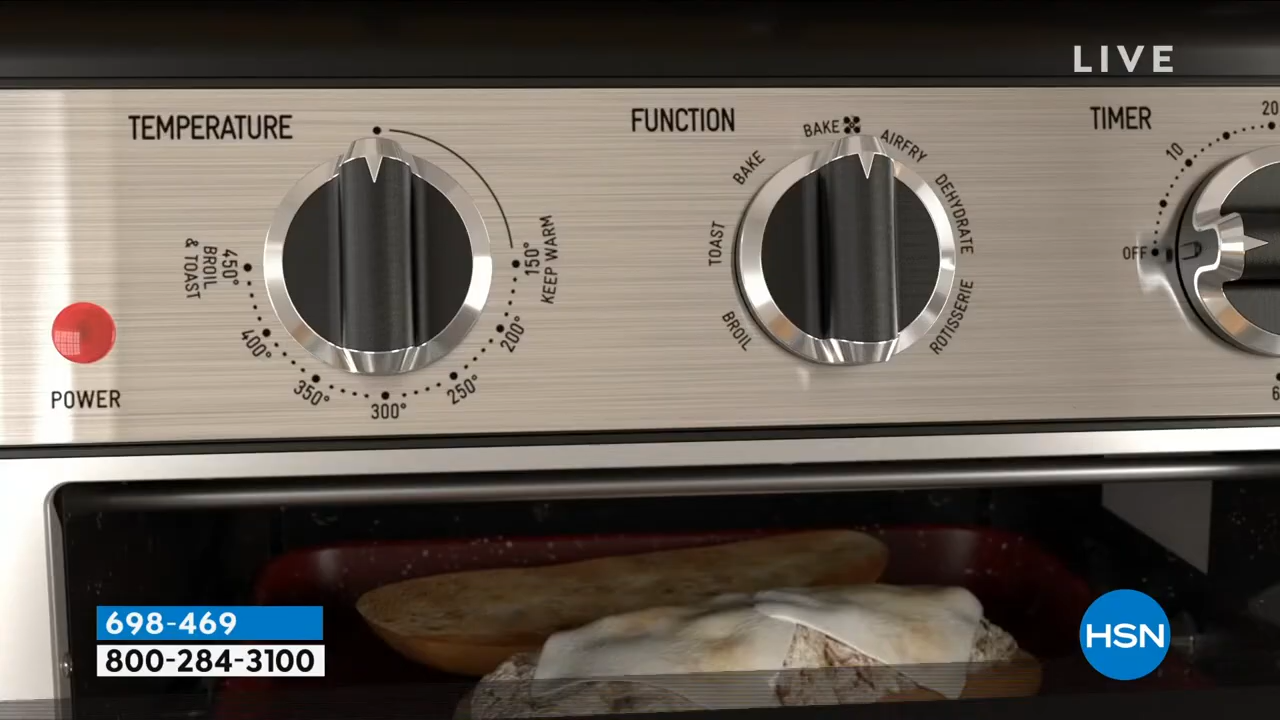 LIVE
TEMPERATURE
150°
KEEP WARM
200°
250°
300°
350°
400°
450°
BROIL
& TOAST
POWER
FUNCTION
BROIL
TOAST
BAKE
BAKE
AIRFRY
DEHYDRATE
ROTISSERIE
TIMER
OFF
10
20
6
698-469
800-284-3100
HSN